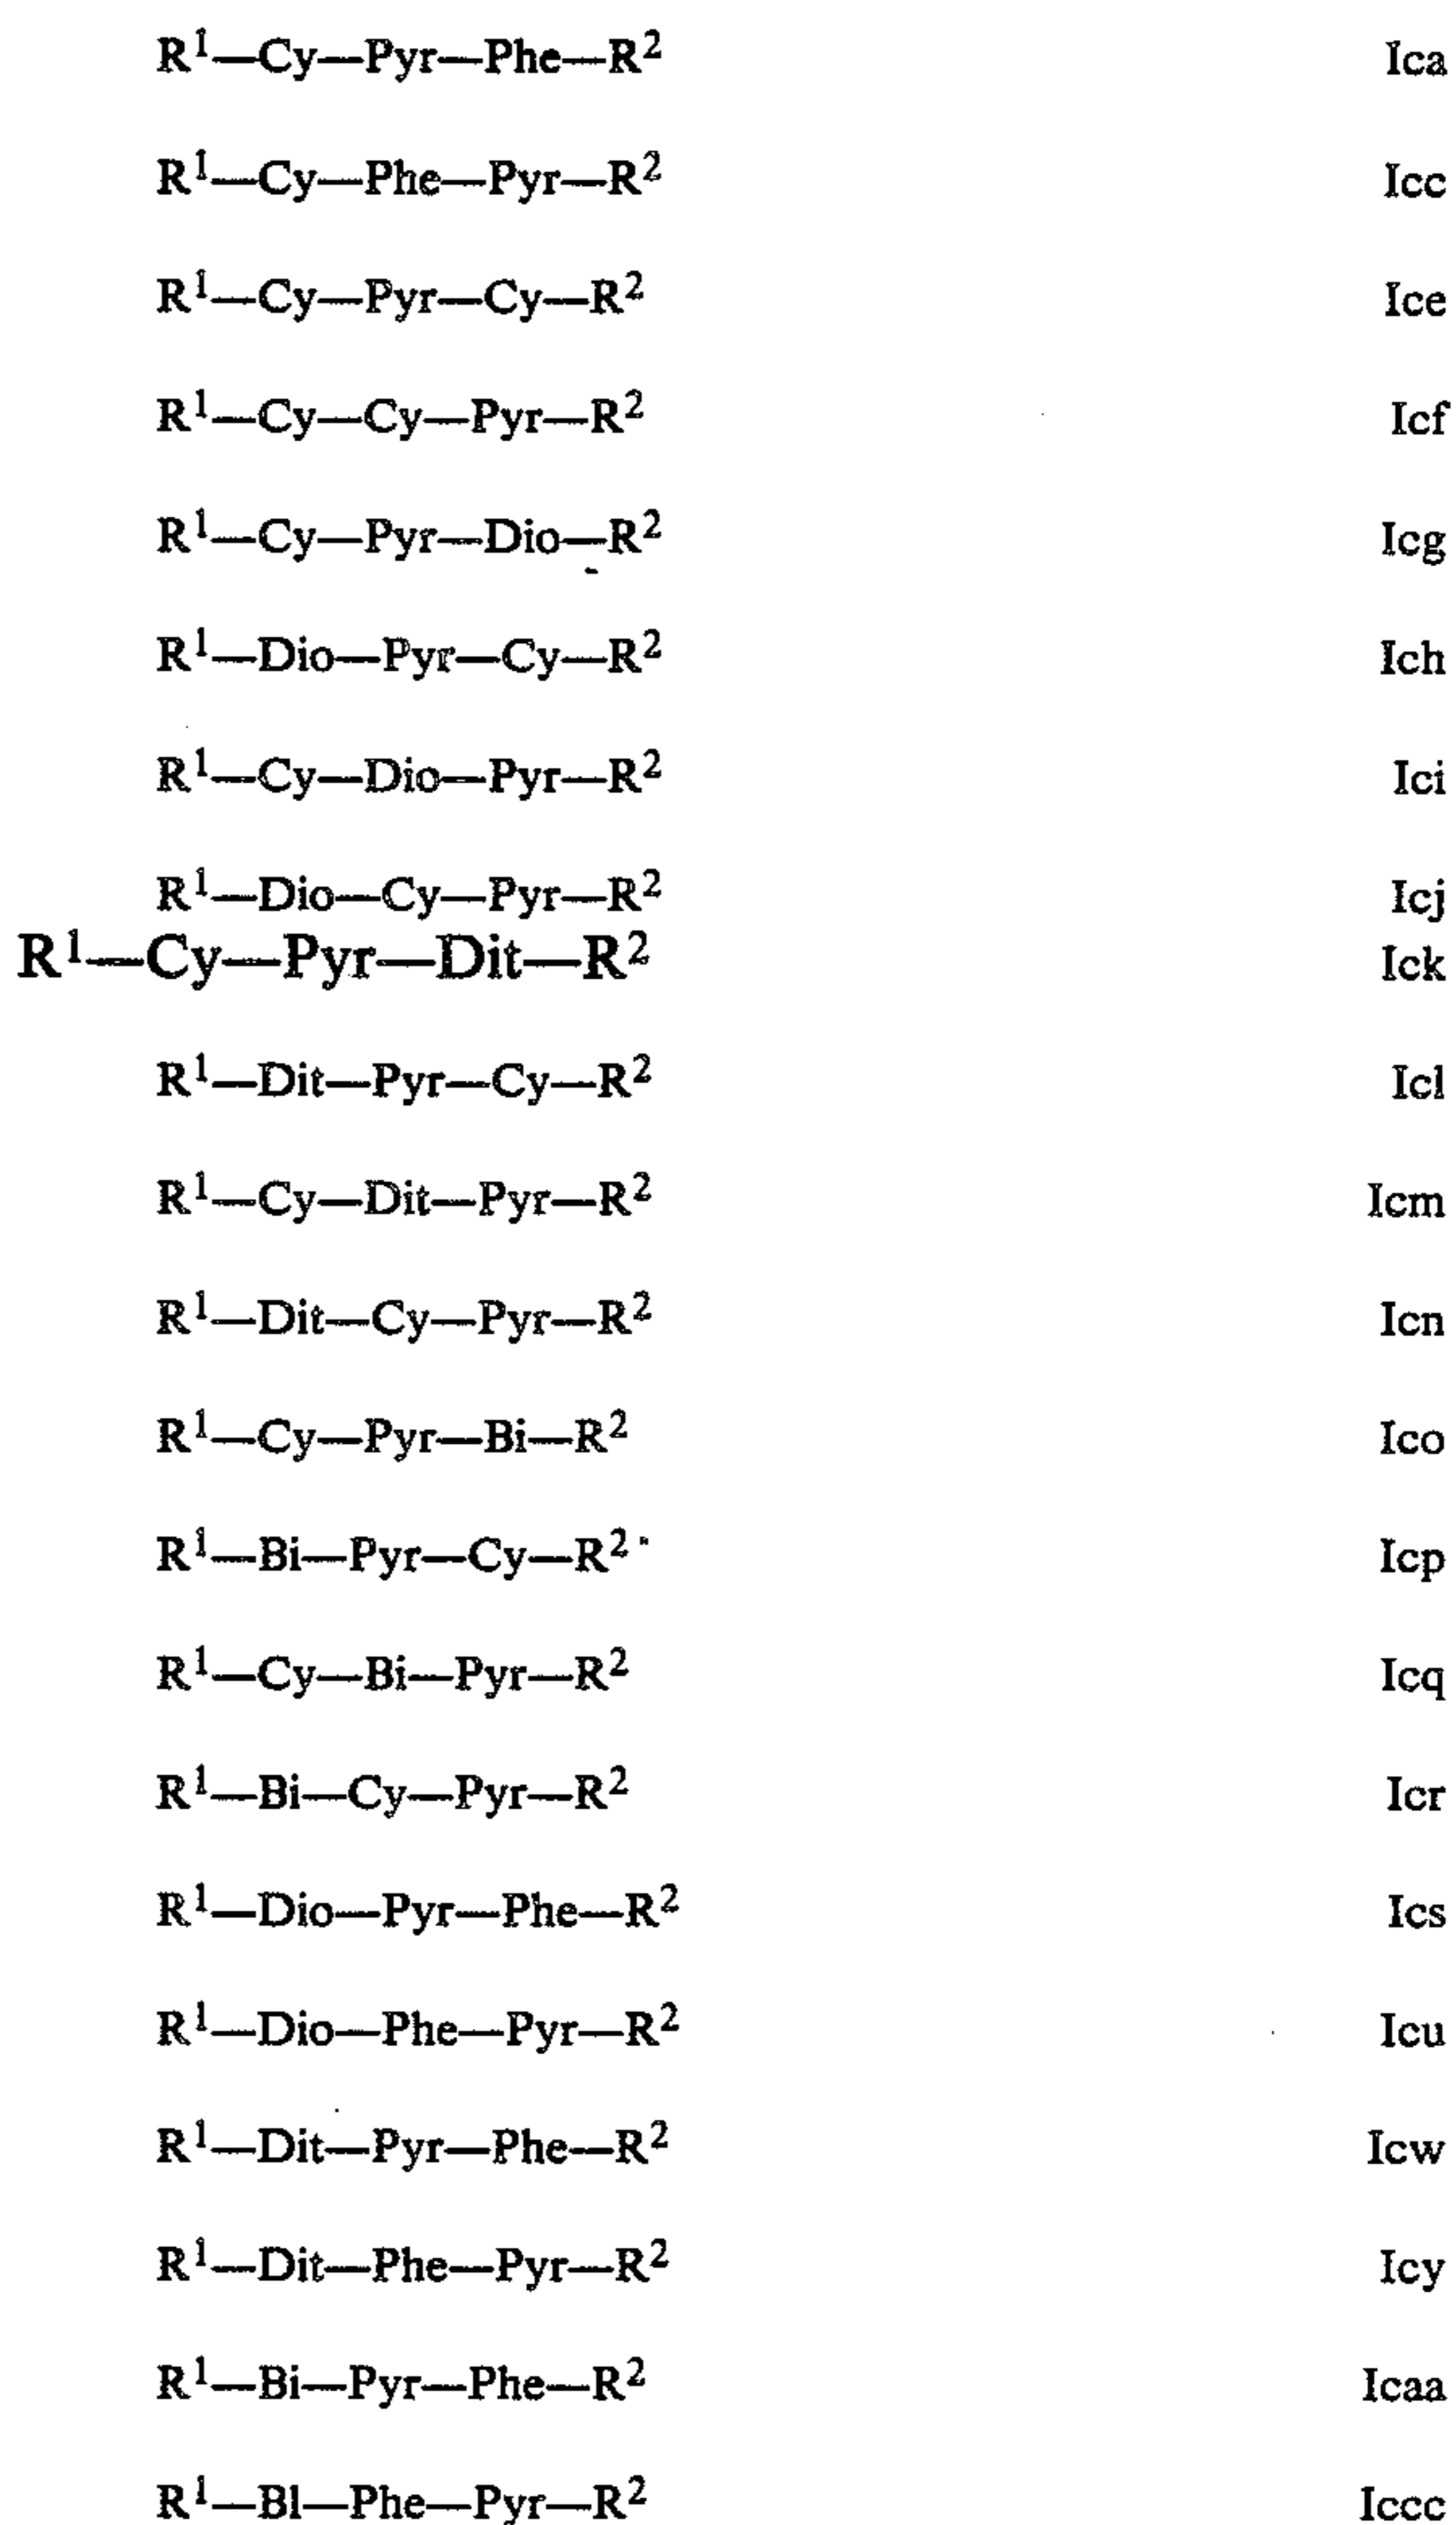 R¹—Cy—Pyr—Phe—R² Ica
R¹—Cy—Phe—Pyr—R² Icc
R¹—Cy—Pyr—Cy—R² Ice
R¹—Cy—Cy—Pyr—R² Icf
R¹—Cy—Pyr—Dio—R² Icg
R¹—Dio—Pyr—Cy—R² Ich
R¹—Cy—Dio—Pyr—R² Ici
R¹—Dio—Cy—Pyr—R² Icj
R¹—Cy—Pyr—Dit—R² Ick
R¹—Dit—Pyr—Cy—R² Icl
R¹—Cy—Dit—Pyr—R² Icm
R¹—Dit—Cy—Pyr—R² Icn
R¹—Cy—Pyr—Bi—R² Ico
R¹—Bi—Pyr—Cy—R² Icp
R¹—Cy—Bi—Pyr—R² Icq
R¹—Bi—Cy—Pyr—R² Icr
R¹—Dio—Pyr—Phe—R² Ics
R¹—Dio—Phe—Pyr—R² Icu
R¹—Dit—Pyr—Phe—R² Icw
R¹—Dit—Phe—Pyr—R² Icy
R¹—Bi—Pyr—Phe—R² Icaa
R¹—Bl—Phe—Pyr—R² Iccc